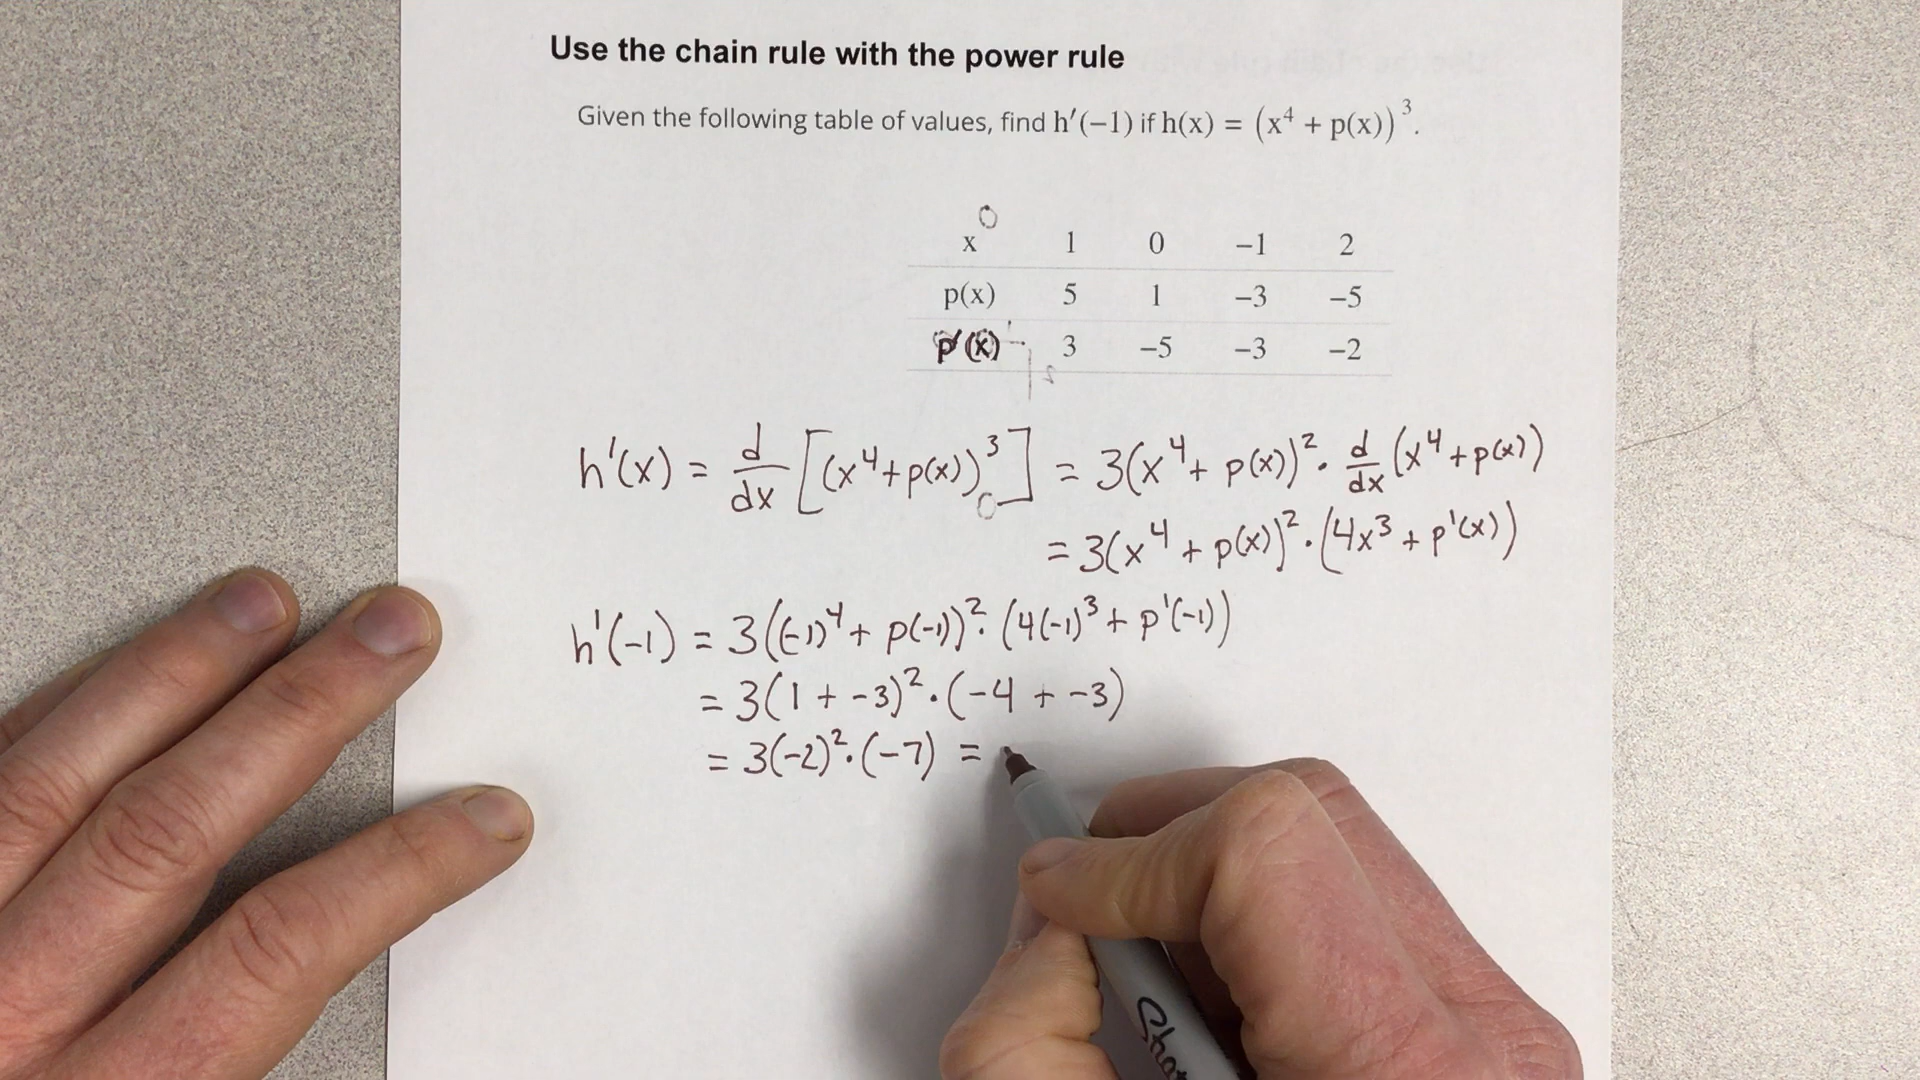 Use the chain rule with the power rule
Given the following table of values, find h′(−1) if h(x) = (x⁴ + p(x))³.
x 1 0 −1 2
p(x) 5 1 −3 −5
p′(x) 3 −5 −3 −2
h'(x) = d/dx [(x⁴+p(x))³] = 3(x⁴+ p(x))² · d/dx (x⁴+p(x))
= 3(x⁴ + p(x))² · (4x³ + p'(x))
h'(−1) = 3((−1)⁴ + p(−1))² · (4(−1)³ + p'(−1))
= 3(1 + −3)² · (−4 + −3)
= 3(−2)² · (−7) =